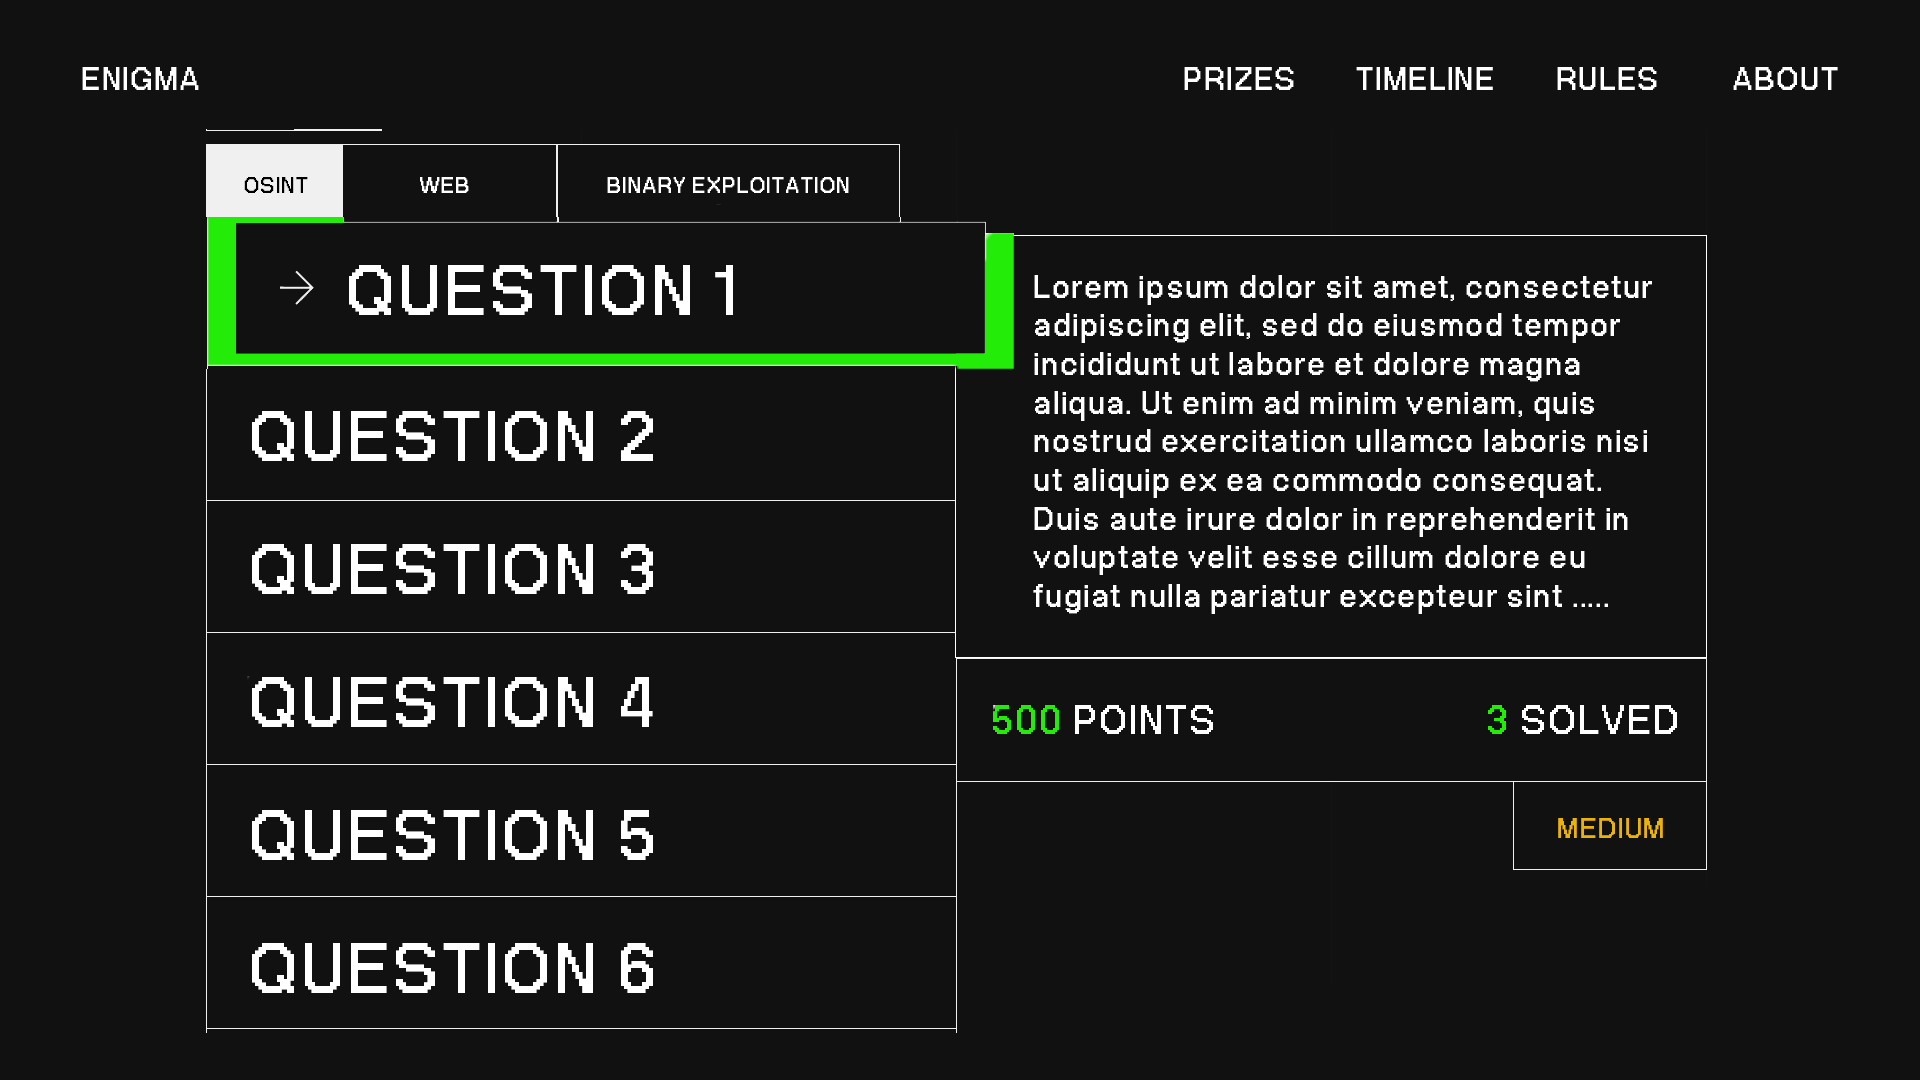 ENIGMA
PRIZES
TIMELINE
RULES
ABOUT
OSINT
WEB
BINARY EXPLOITATION
QUESTION 1
QUESTION 2
QUESTION 3
QUESTION 4
QUESTION 5
QUESTION 6
Lorem ipsum dolor sit amet, consectetur
adipiscing elit, sed do eiusmod tempor
incididunt ut labore et dolore magna
aliqua. Ut enim ad minim veniam, quis
nostrud exercitation ullamco laboris nisi
ut aliquip ex ea commodo consequat.
Duis aute irure dolor in reprehenderit in
voluptate velit esse cillum dolore eu
fugiat nulla pariatur excepteur sint .....
500 POINTS
3 SOLVED
MEDIUM